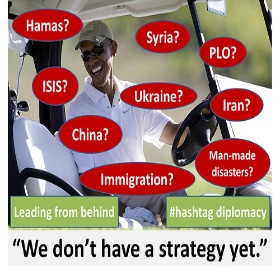 Hamas?
Syria?
PLO?
ISIS?
Ukraine?
Iran?
China?
Man-made
disasters?
Immigration?
Leading from behind
#hashtag diplomacy
“We don’t have a strategy yet.”